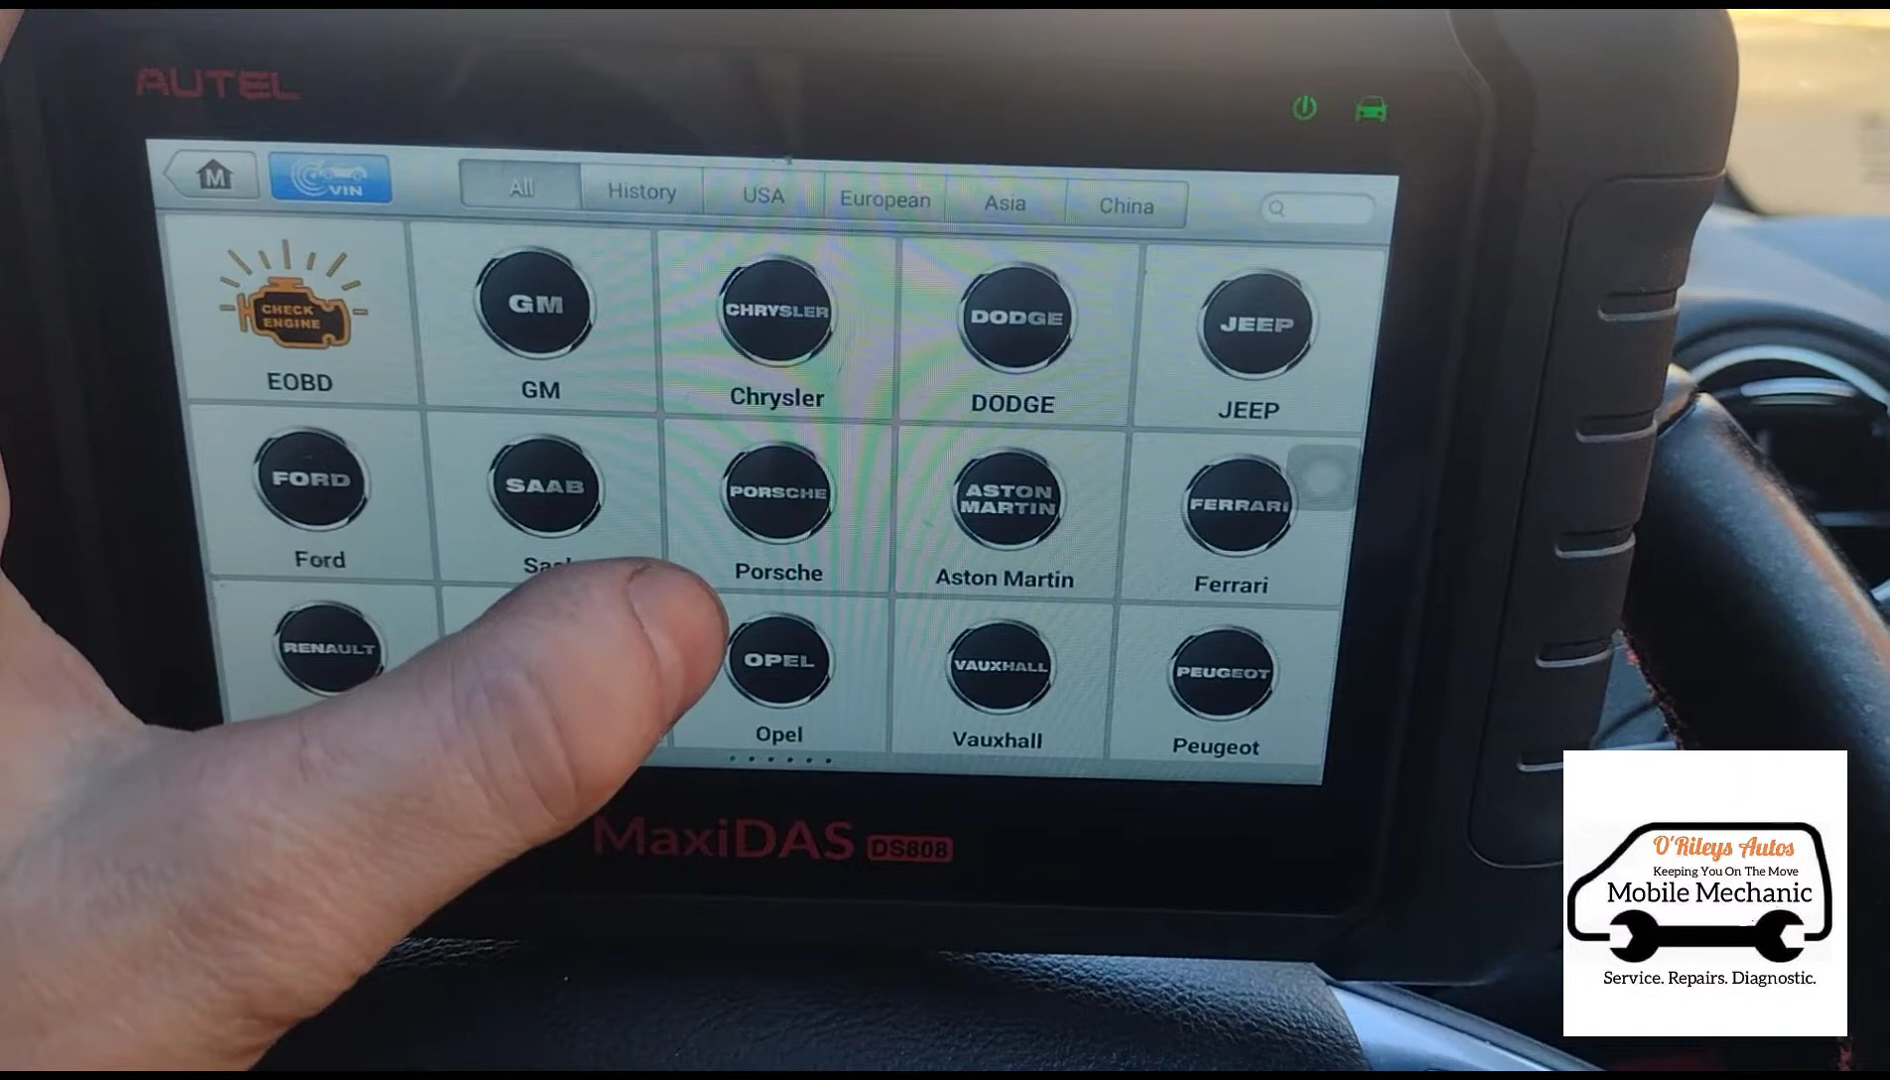 AUTEL
M
VIN
All
History
USA
European
Asia
China
CHECK
ENGINE
EOBD
GM
GM
CHRYSLER
Chrysler
DODGE
DODGE
JEEP
JEEP
FORD
Ford
SAAB
PORSCHE
Porsche
ASTON
MARTIN
Aston Martin
FERRARI
Ferrari
RENAULT
OPEL
Opel
VAUXHALL
Vauxhall
PEUGEOT
Peugeot
MaxiDAS DS808
O'Rileys Autos
Keeping You On The Move
Mobile Mechanic
Service. Repairs. Diagnostic.